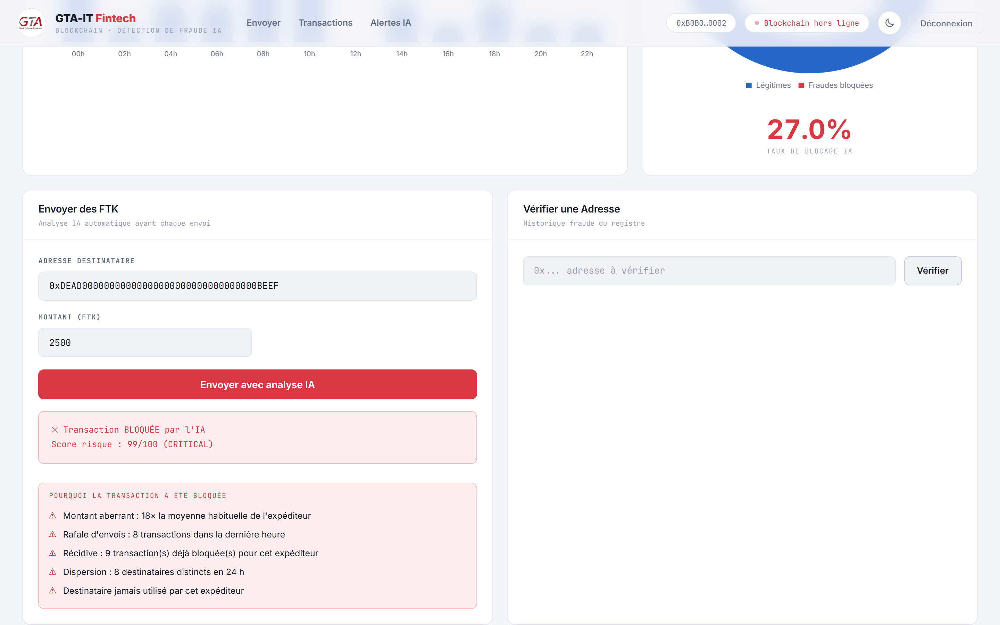 GTA
Global Technology & Associates
GTA-IT Fintech
BLOCKCHAIN · DÉTECTION DE FRAUDE IA
Envoyer
Transactions
Alertes IA
0xB0B0…0002
Blockchain hors ligne
Déconnexion
00h 02h 04h 06h 08h 10h 12h 14h 16h 18h 20h 22h
Légitimes
Fraudes bloquées
27.0%
TAUX DE BLOCAGE IA
Envoyer des FTK
Analyse IA automatique avant chaque envoi
ADRESSE DESTINATAIRE
0xDEAD00000000000000000000000000000000BEEF
MONTANT (FTK)
2500
Envoyer avec analyse IA
Transaction BLOQUÉE par l'IA
Score risque : 99/100 (CRITICAL)
POURQUOI LA TRANSACTION A ÉTÉ BLOQUÉE
Montant aberrant : 18× la moyenne habituelle de l'expéditeur
Rafale d'envois : 8 transactions dans la dernière heure
Récidive : 9 transaction(s) déjà bloquée(s) pour cet expéditeur
Dispersion : 8 destinataires distincts en 24 h
Destinataire jamais utilisé par cet expéditeur
Vérifier une Adresse
Historique fraude du registre
0x... adresse à vérifier
Vérifier